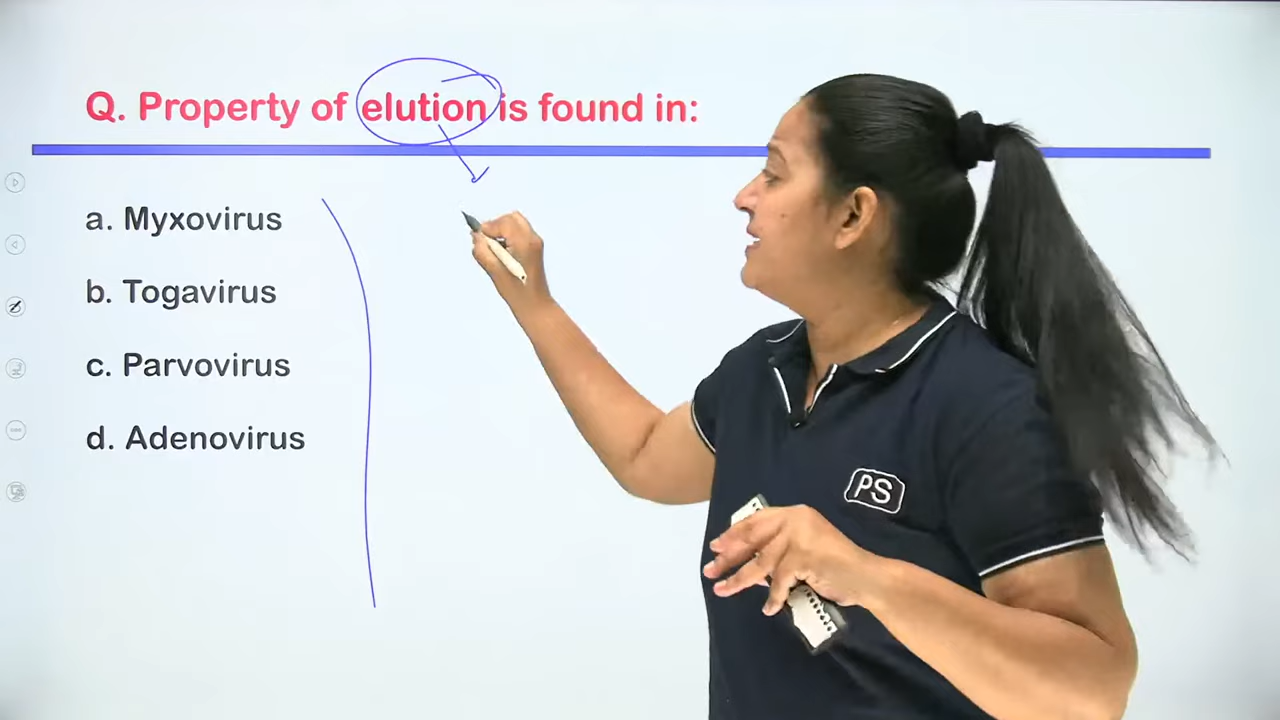 Q. Property of elution is found in:
a. Myxovirus
b. Togavirus
c. Parvovirus
d. Adenovirus
PS